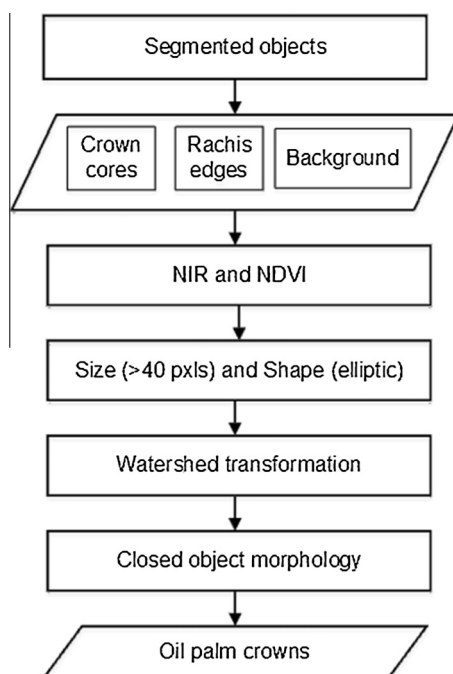 Segmented objects
Crown
cores
Rachis
edges
Background
NIR and NDVI
Size (>40 pxls) and Shape (elliptic)
Watershed transformation
Closed object morphology
Oil palm crowns